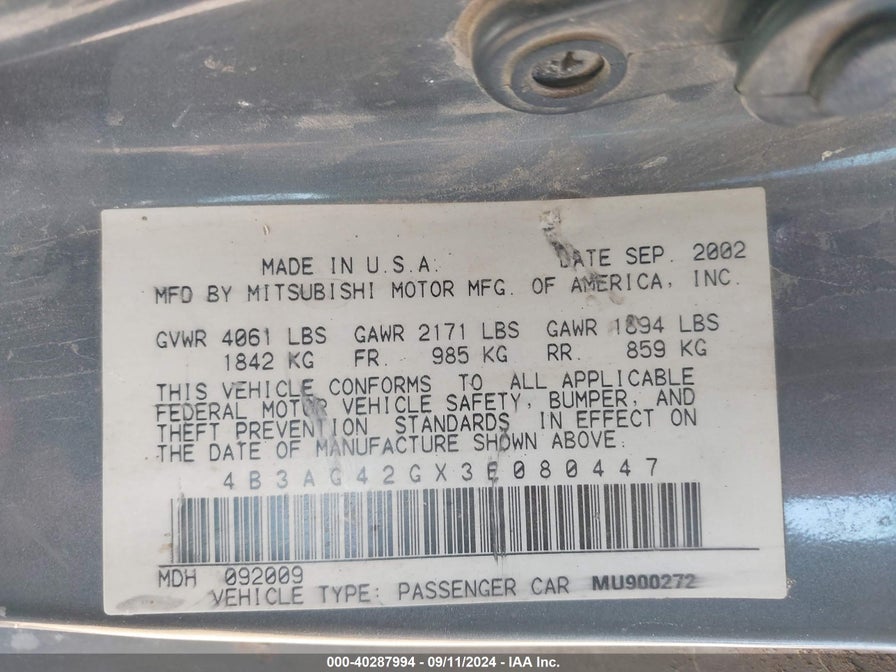 MADE IN U.S.A. DATE SEP. 2002
MFD BY MITSUBISHI MOTOR MFG. OF AMERICA, INC.
GVWR 4061 LBS GAWR 2171 LBS GAWR 1894 LBS
1842 KG FR. 985 KG RR. 859 KG
THIS VEHICLE CONFORMS TO ALL APPLICABLE
FEDERAL MOTOR VEHICLE SAFETY, BUMPER, AND
THEFT PREVENTION STANDARDS IN EFFECT ON
THE DATE OF MANUFACTURE SHOWN ABOVE.
4B3AG42GX3E080447
MDH 092009
VEHICLE TYPE: PASSENGER CAR MU900272
000-40287994 - 09/11/2024 - IAA Inc.